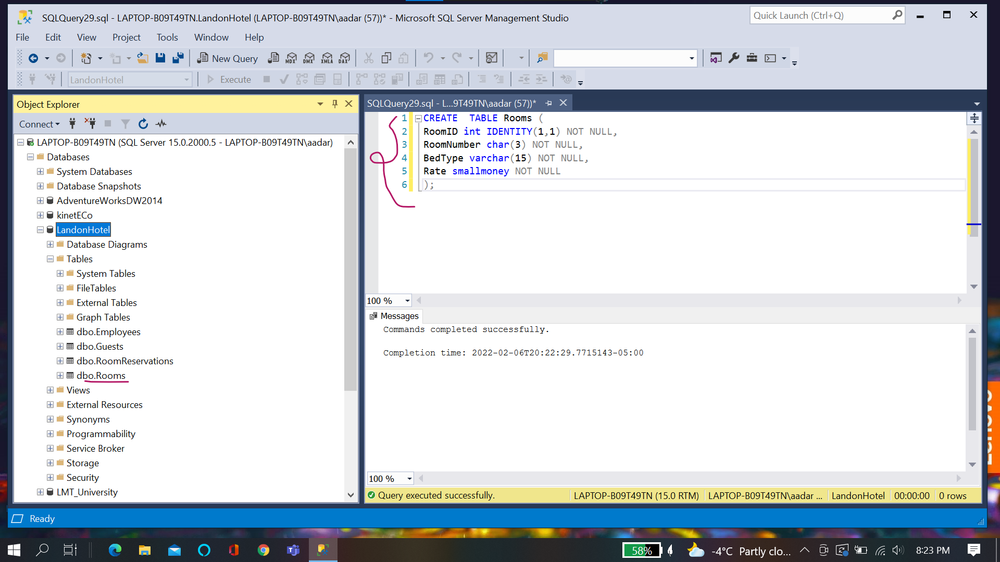 SQLQuery29.sql - LAPTOP-B09T49TN.LandonHotel (LAPTOP-B09T49TN\aadar (57))* - Microsoft SQL Server Management Studio
Quick Launch (Ctrl+Q)
File Edit View Project Tools Window Help
New Query MDX DMX XMLA DAX
LandonHotel Execute
Object Explorer
Connect
LAPTOP-B09T49TN (SQL Server 15.0.2000.5 - LAPTOP-B09T49TN\aadar)
Databases
System Databases
Database Snapshots
AdventureWorksDW2014
kinetECo
LandonHotel
Database Diagrams
Tables
System Tables
FileTables
External Tables
Graph Tables
dbo.Employees
dbo.Guests
dbo.RoomReservations
dbo.Rooms
Views
External Resources
Synonyms
Programmability
Service Broker
Storage
Security
LMT_University
SQLQuery29.sql - L...9T49TN\aadar (57))*
1 CREATE  TABLE Rooms (
2 RoomID int IDENTITY(1,1) NOT NULL,
3 RoomNumber char(3) NOT NULL,
4 BedType varchar(15) NOT NULL,
5 Rate smallmoney NOT NULL
6 );
100 %
Messages
Commands completed successfully.
Completion time: 2022-02-06T20:22:29.7715143-05:00
100 %
Query executed successfully. LAPTOP-B09T49TN (15.0 RTM) LAPTOP-B09T49TN\aadar ... LandonHotel 00:00:00 0 rows
Ready
Lenovo
58% -4°C Partly clo... 8:23 PM